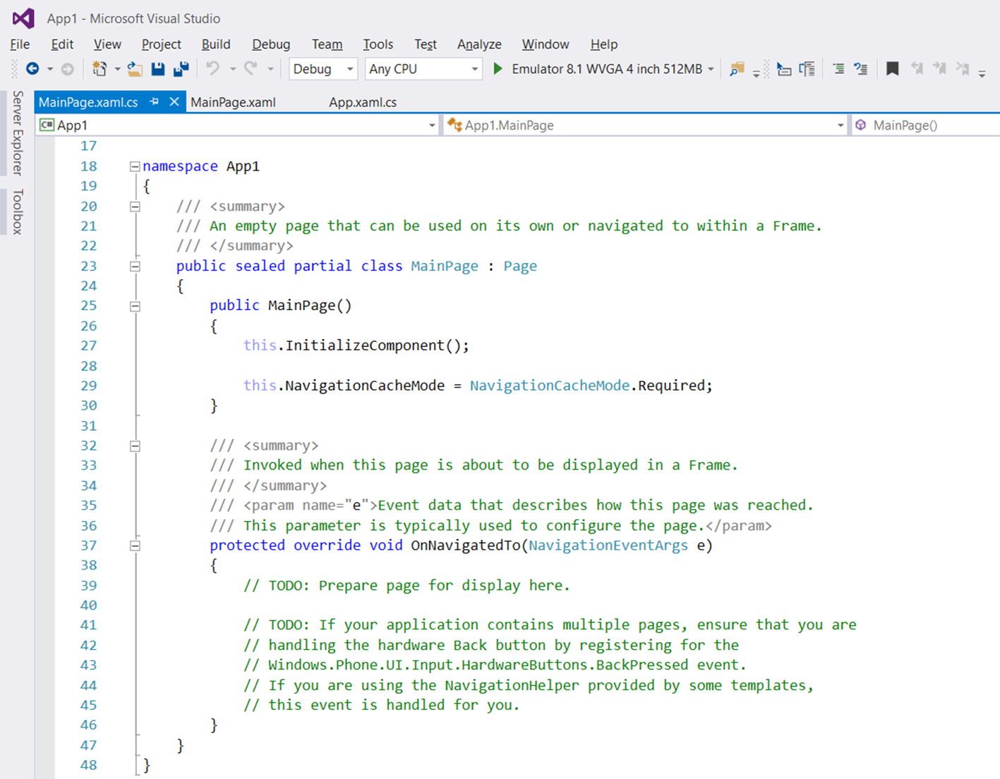 App1 - Microsoft Visual Studio
File Edit View Project Build Debug Team Tools Test Analyze Window Help
Debug Any CPU Emulator 8.1 WVGA 4 inch 512MB
Server Explorer
Toolbox
MainPage.xaml.cs MainPage.xaml App.xaml.cs
C# App1 App1.MainPage MainPage()
17
18 namespace App1
19 {
20 /// <summary>
21 /// An empty page that can be used on its own or navigated to within a Frame.
22 /// </summary>
23 public sealed partial class MainPage : Page
24 {
25 public MainPage()
26 {
27 this.InitializeComponent();
28
29 this.NavigationCacheMode = NavigationCacheMode.Required;
30 }
31
32 /// <summary>
33 /// Invoked when this page is about to be displayed in a Frame.
34 /// </summary>
35 /// <param name="e">Event data that describes how this page was reached.
36 /// This parameter is typically used to configure the page.</param>
37 protected override void OnNavigatedTo(NavigationEventArgs e)
38 {
39 // TODO: Prepare page for display here.
40
41 // TODO: If your application contains multiple pages, ensure that you are
42 // handling the hardware Back button by registering for the
43 // Windows.Phone.UI.Input.HardwareButtons.BackPressed event.
44 // If you are using the NavigationHelper provided by some templates,
45 // this event is handled for you.
46 }
47 }
48 }